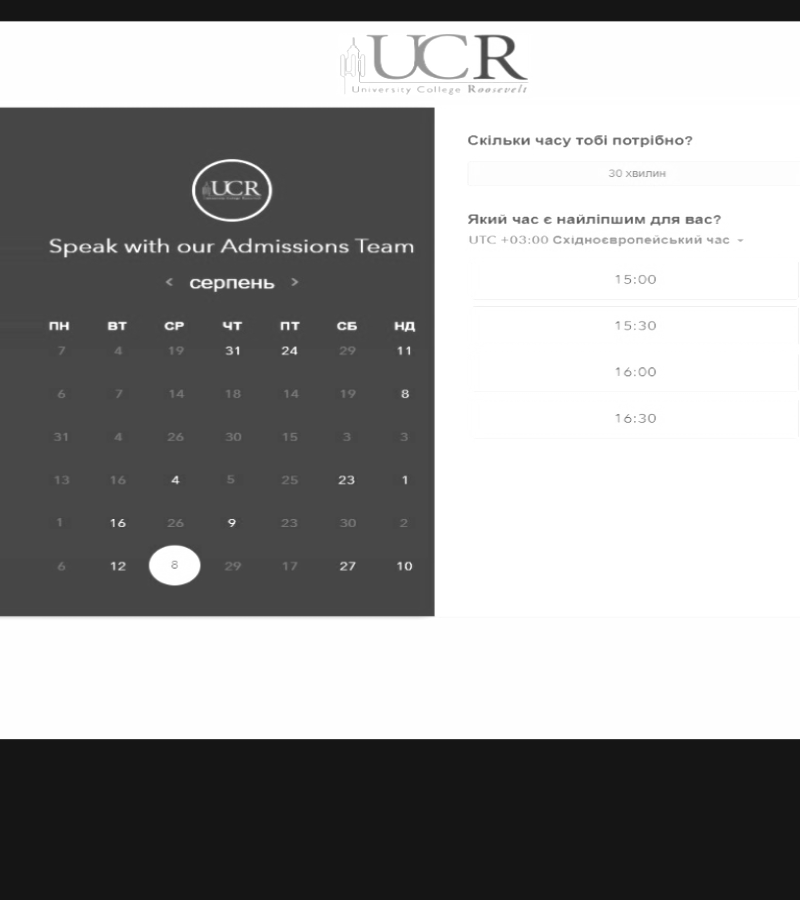 UCR
University College Roosevelt
UCR
Speak with our Admissions Team
< серпень >
ПН ВТ СР ЧТ ПТ СБ НД
7 4 19 31 24 29 11
6 7 14 18 14 19 8
31 4 26 30 15 3 3
13 16 4 5 25 23 1
1 16 26 9 23 30 2
6 12 8 29 17 27 10
Скільки часу тобі потрібно?
30 хвилин
Який час є найліпшим для вас?
UTC +03:00 Східноєвропейський час
15:00
15:30
16:00
16:30